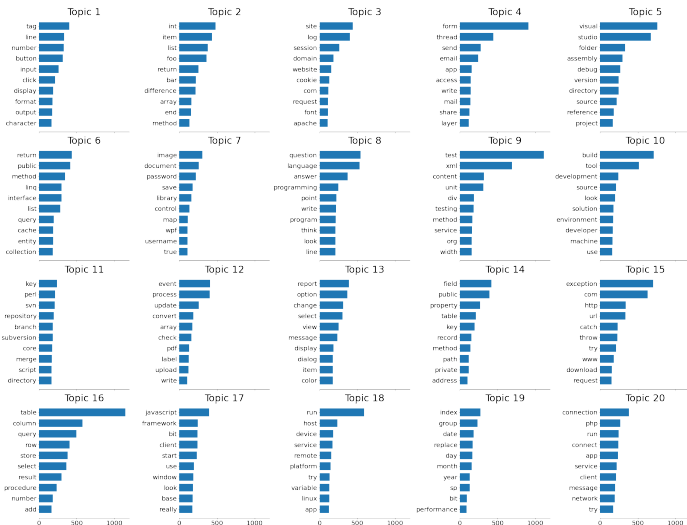 Topic 1
tag
line
number
button
input
click
display
format
output
character
Topic 2
int
item
list
foo
return
bar
difference
array
end
method
Topic 3
site
log
session
domain
website
cookie
com
request
font
apache
Topic 4
form
thread
send
email
app
access
write
mail
share
layer
Topic 5
visual
studio
folder
assembly
debug
version
directory
source
reference
project
Topic 6
return
public
method
linq
interface
list
query
cache
entity
collection
Topic 7
image
document
password
save
library
control
map
wpf
username
true
Topic 8
question
language
answer
programming
point
write
program
think
look
line
Topic 9
test
xml
content
unit
div
testing
method
service
org
width
Topic 10
build
tool
development
source
look
solution
environment
developer
machine
use
Topic 11
key
perl
svn
repository
branch
subversion
core
merge
script
directory
Topic 12
event
process
update
convert
array
check
pdf
label
upload
write
Topic 13
report
option
change
select
view
message
display
dialog
item
color
Topic 14
field
public
property
table
key
record
method
path
private
address
Topic 15
exception
com
http
url
catch
throw
try
www
download
request
Topic 16
table
column
query
row
store
select
result
procedure
number
add
0 500 1000
Topic 17
javascript
framework
bit
client
start
use
window
look
base
really
0 500 1000
Topic 18
run
host
device
service
remote
platform
try
variable
linux
app
0 500 1000
Topic 19
index
group
date
replace
day
month
year
sp
bit
performance
0 500 1000
Topic 20
connection
php
run
connect
app
service
client
message
network
try
0 500 1000